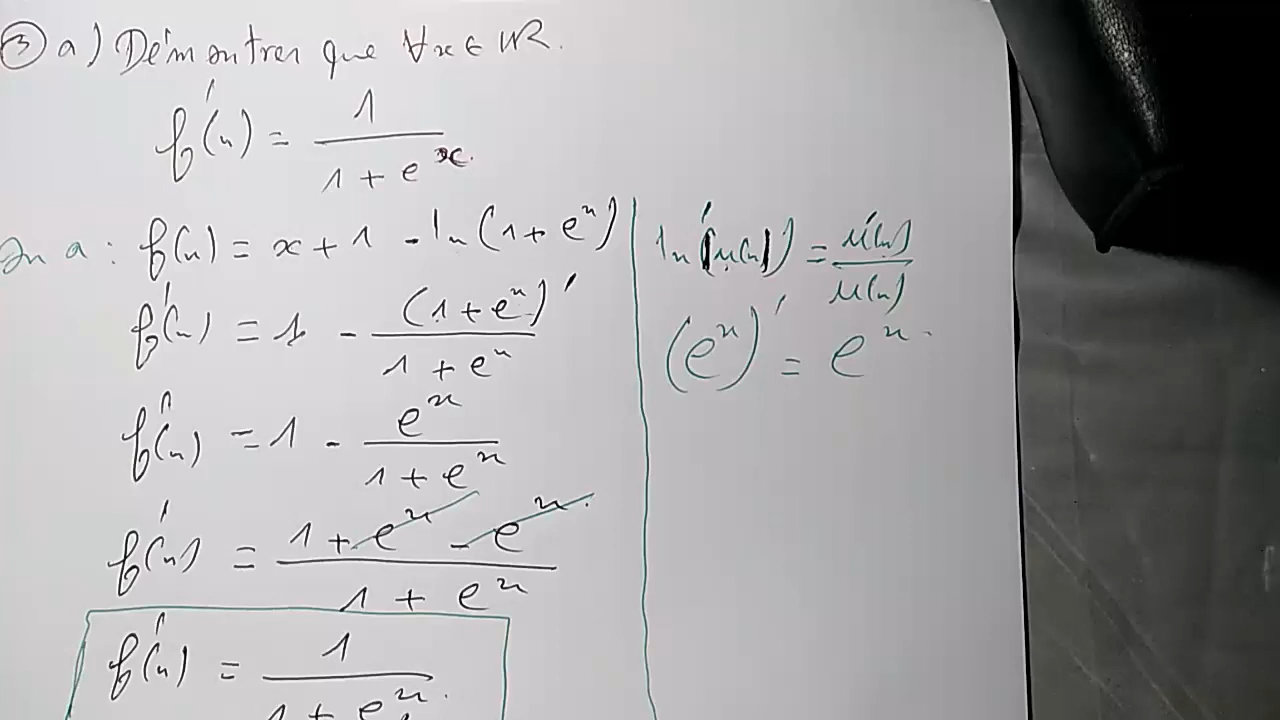 ③ a) Démontrer que ∀x ∈ IR.
f'(x) = 1 / (1 + e^x).
On a : f(x) = x + 1 - ln(1 + e^x)
f'(x) = 1 - (1 + e^x)' / (1 + e^x)
f'(x) = 1 - e^x / (1 + e^x)
f'(x) = (1 + e^x - e^x) / (1 + e^x)
f'(x) = 1 / (1 + e^x).
ln'(u(x)) = u'(x) / u(x)
(e^x)' = e^x.